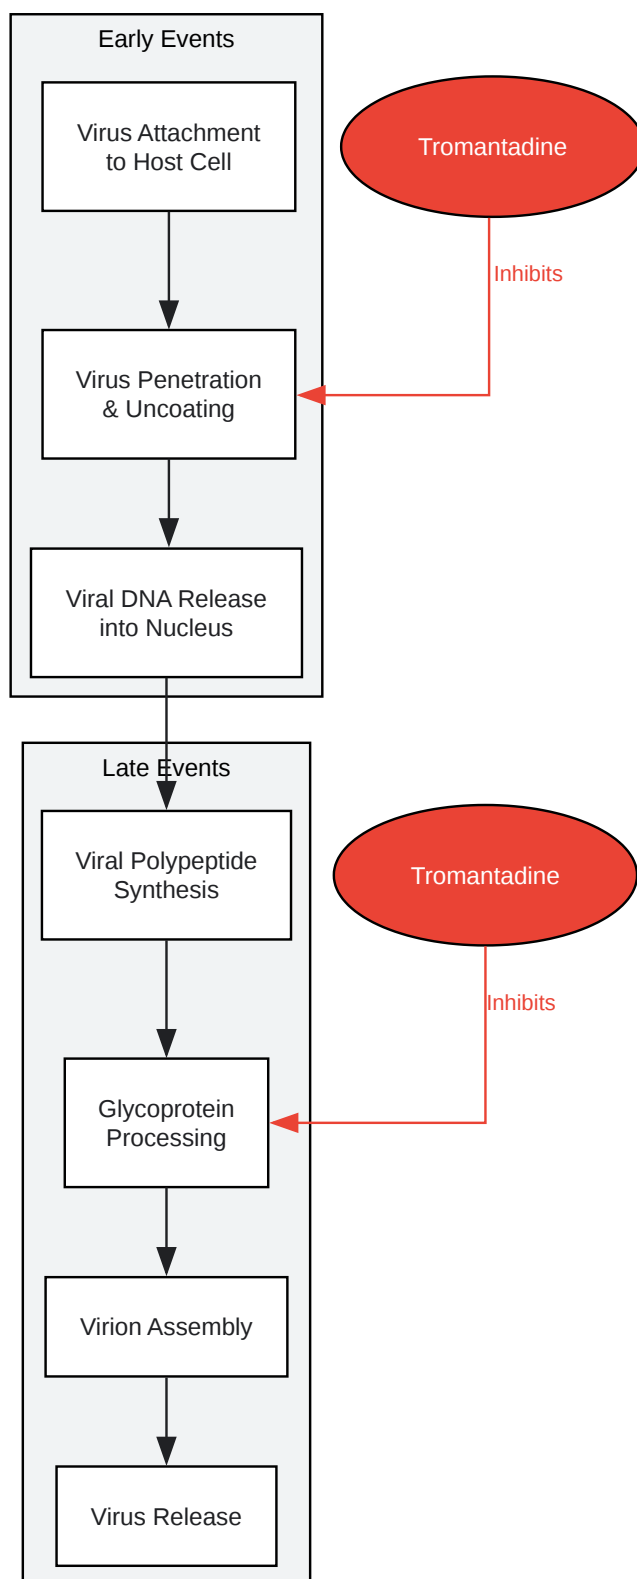 Early Events
Virus Attachment
to Host Cell
Tromantadine
Inhibits
Virus Penetration
& Uncoating
Viral DNA Release
into Nucleus
Late Events
Viral Polypeptide
Synthesis
Tromantadine
Inhibits
Glycoprotein
Processing
Virion Assembly
Virus Release